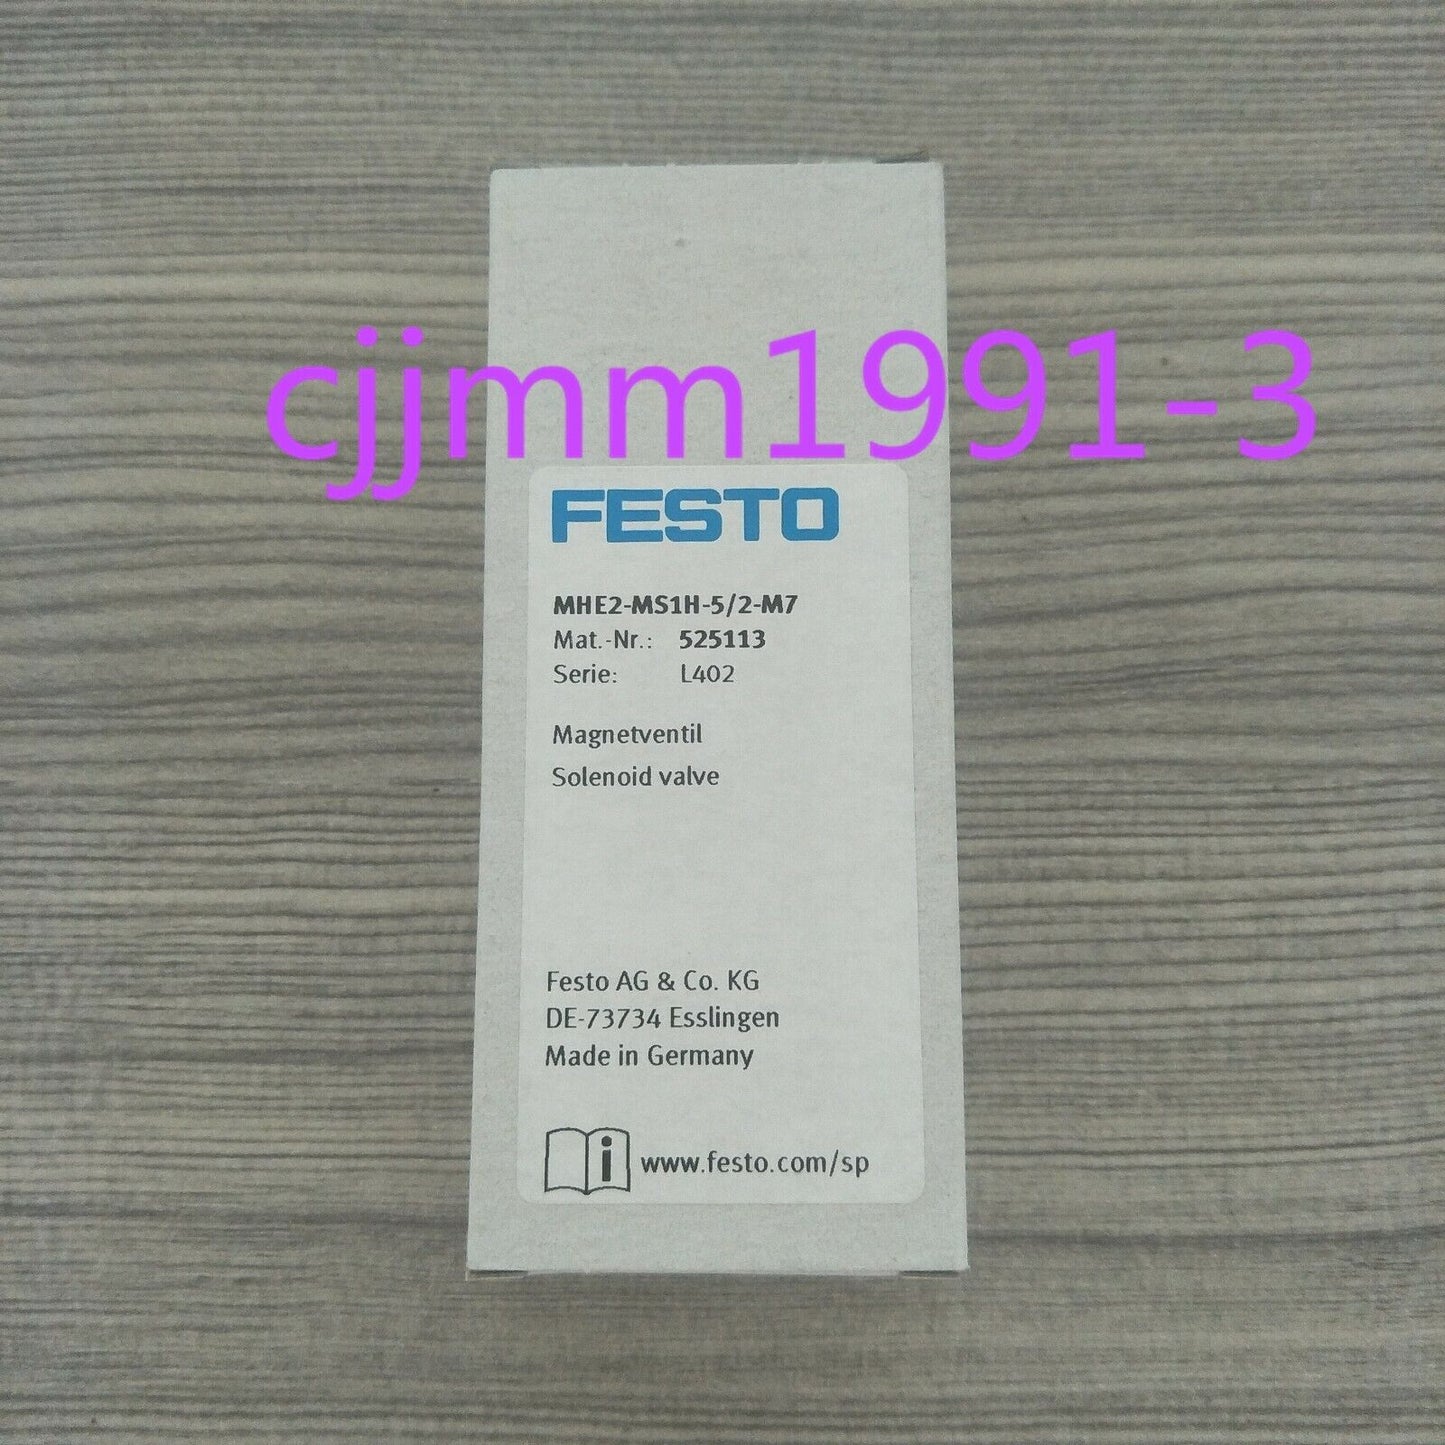 cjjmm1991-3
FESTO
MHE2-MS1H-5/2-M7
Mat.-Nr.: 525113
Serie: L402
Magnetventil
Solenoid valve
Festo AG & Co. KG
DE-73734 Esslingen
Made in Germany
i www.festo.com/sp